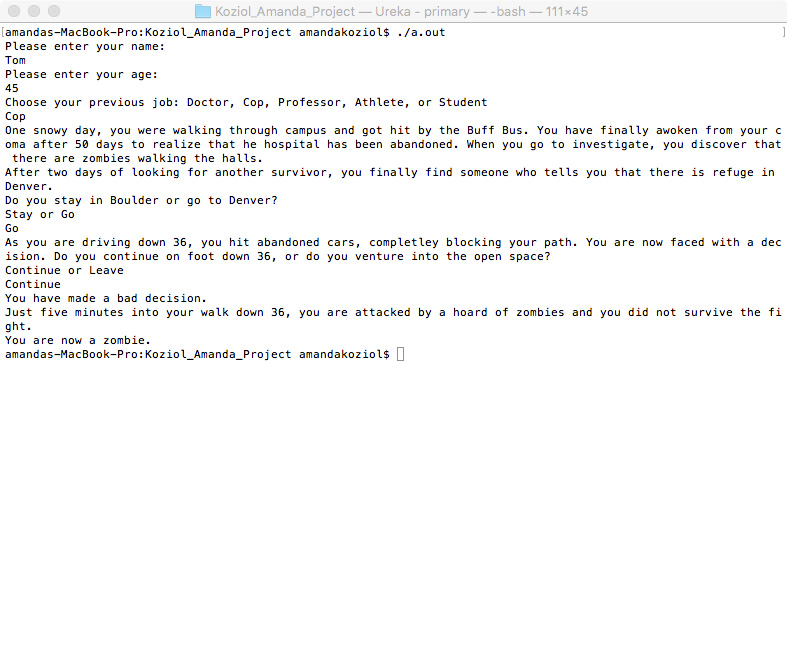 Koziol_Amanda_Project — Ureka - primary — -bash — 111×45
[amandas-MacBook-Pro:Koziol_Amanda_Project amandakoziol$ ./a.out ]
Please enter your name:
Tom
Please enter your age:
45
Choose your previous job: Doctor, Cop, Professor, Athlete, or Student
Cop
One snowy day, you were walking through campus and got hit by the Buff Bus. You have finally awoken from your c
oma after 50 days to realize that he hospital has been abandoned. When you go to investigate, you discover that
 there are zombies walking the halls.
After two days of looking for another survivor, you finally find someone who tells you that there is refuge in
Denver.
Do you stay in Boulder or go to Denver?
Stay or Go
Go
As you are driving down 36, you hit abandoned cars, completley blocking your path. You are now faced with a dec
ision. Do you continue on foot down 36, or do you venture into the open space?
Continue or Leave
Continue
You have made a bad decision.
Just five minutes into your walk down 36, you are attacked by a hoard of zombies and you did not survive the fi
ght.
You are now a zombie.
amandas-MacBook-Pro:Koziol_Amanda_Project amandakoziol$